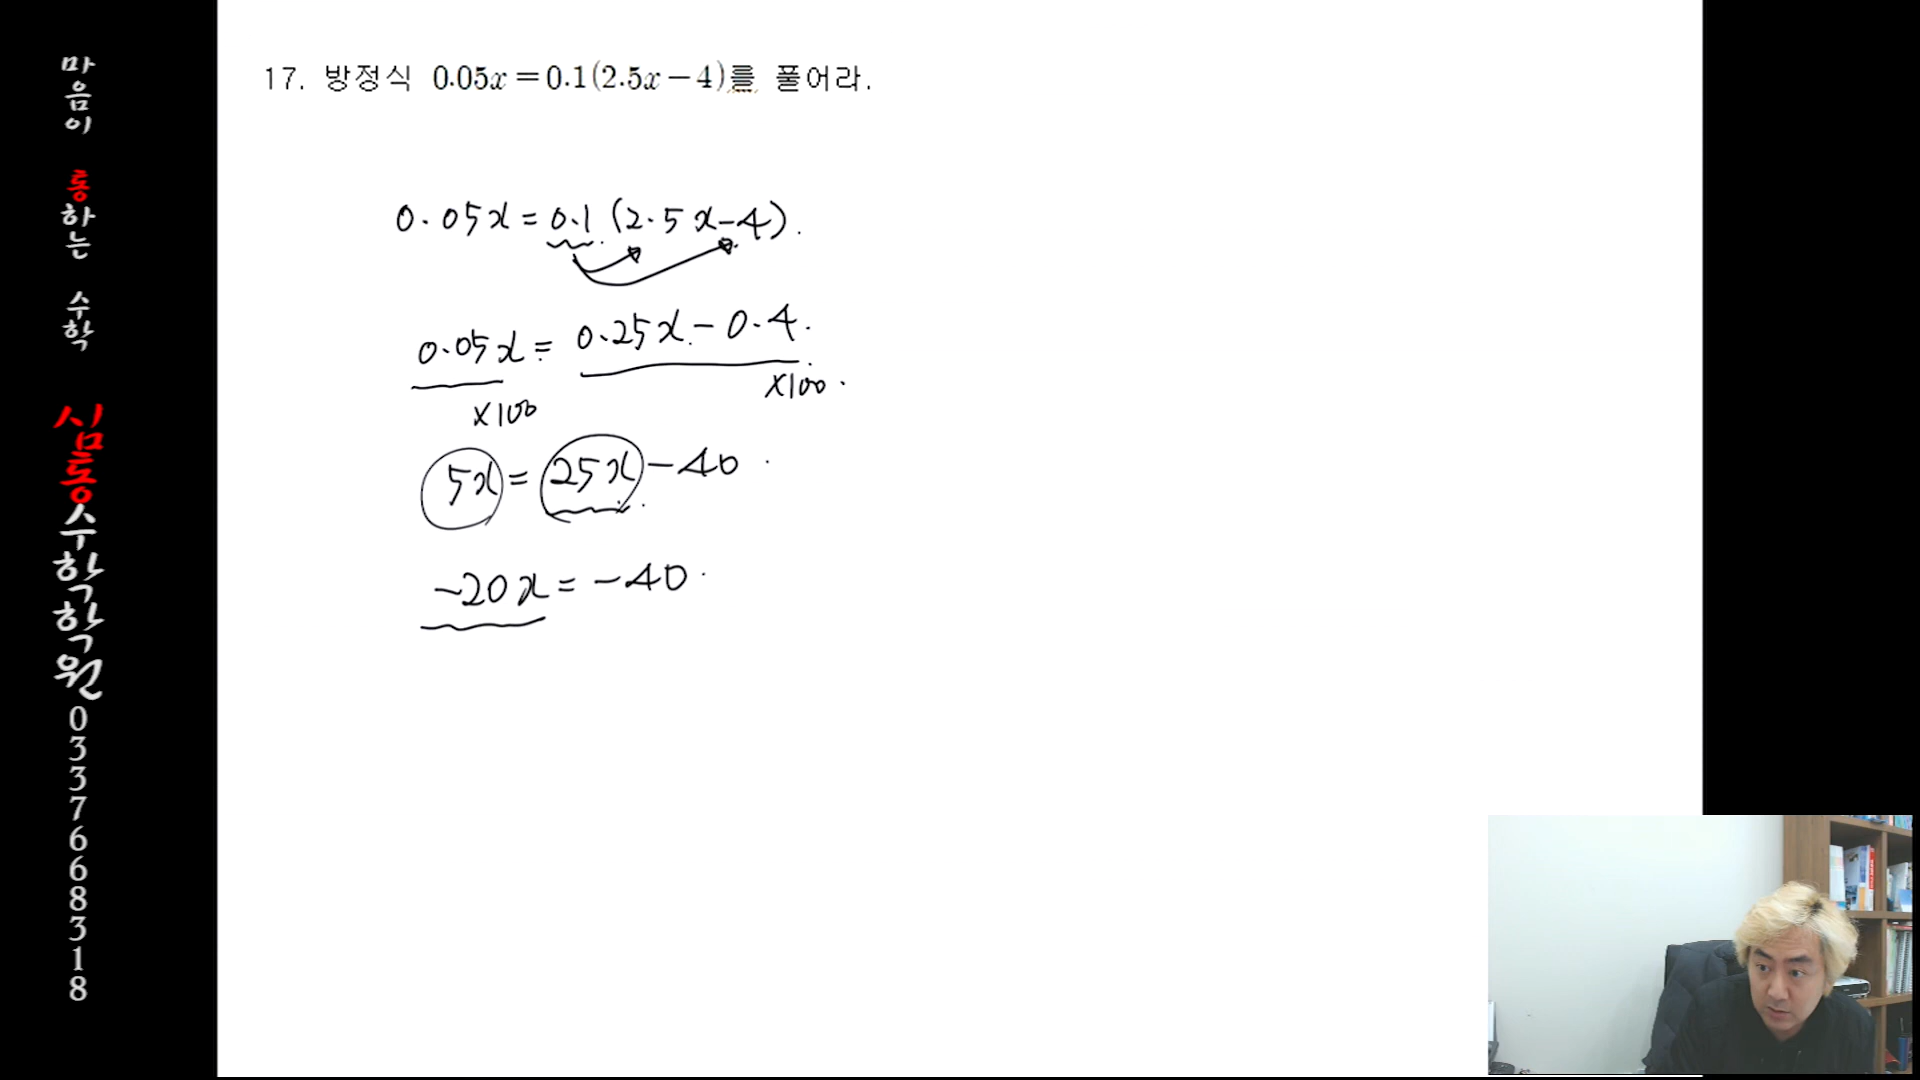 마음이 통하는 수학
심통수학학원
0337668318
17. 방정식 0.05x=0.1(2.5x-4)를 풀어라.
0.05x=0.1(2.5x-4).
0.05x=0.25x-0.4.
x100 x100.
5x=25x-40
-20x=-40